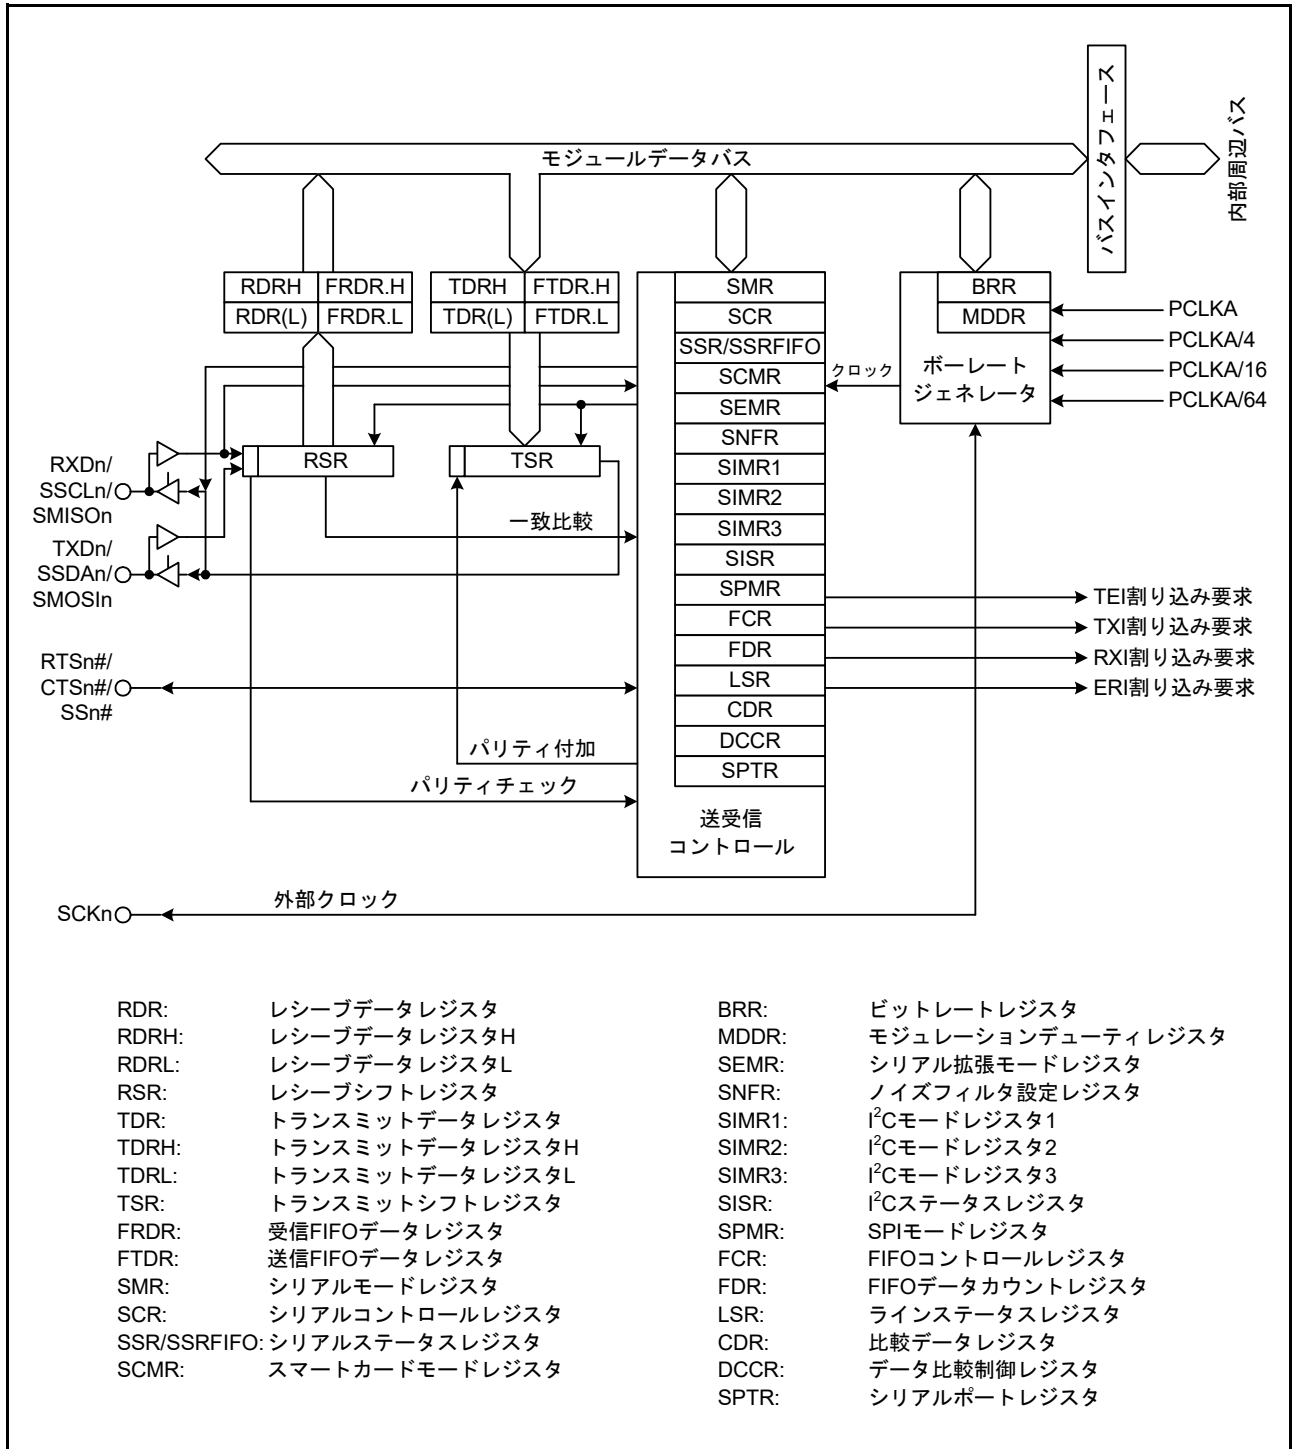 モジュールデータバス
バスインタフェース
内部周辺バス
RDRH
FRDR.H
RDR(L)
FRDR.L
TDRH
FTDR.H
TDR(L)
FTDR.L
SMR
SCR
SSR/SSRFIFO
SCMR
SEMR
SNFR
SIMR1
SIMR2
SIMR3
SISR
SPMR
FCR
FDR
LSR
CDR
DCCR
SPTR
送受信
コントロール
BRR
MDDR
ボーレート
ジェネレータ
クロック
PCLKA
PCLKA/4
PCLKA/16
PCLKA/64
RSR
TSR
RXDn/
SSCLn/
SMISOn
TXDn/
SSDAn/
SMOSIn
一致比較
RTSn#/
CTSn#/
SSn#
TEI割り込み要求
TXI割り込み要求
RXI割り込み要求
ERI割り込み要求
パリティ付加
パリティチェック
外部クロック
SCKn
RDR: レシーブデータレジスタ
RDRH: レシーブデータレジスタH
RDRL: レシーブデータレジスタL
RSR: レシーブシフトレジスタ
TDR: トランスミットデータレジスタ
TDRH: トランスミットデータレジスタH
TDRL: トランスミットデータレジスタL
TSR: トランスミットシフトレジスタ
FRDR: 受信FIFOデータレジスタ
FTDR: 送信FIFOデータレジスタ
SMR: シリアルモードレジスタ
SCR: シリアルコントロールレジスタ
SSR/SSRFIFO: シリアルステータスレジスタ
SCMR: スマートカードモードレジスタ
BRR: ビットレートレジスタ
MDDR: モジュレーションデューティレジスタ
SEMR: シリアル拡張モードレジスタ
SNFR: ノイズフィルタ設定レジスタ
SIMR1: I²Cモードレジスタ1
SIMR2: I²Cモードレジスタ2
SIMR3: I²Cモードレジスタ3
SISR: I²Cステータスレジスタ
SPMR: SPIモードレジスタ
FCR: FIFOコントロールレジスタ
FDR: FIFOデータカウントレジスタ
LSR: ラインステータスレジスタ
CDR: 比較データレジスタ
DCCR: データ比較制御レジスタ
SPTR: シリアルポートレジスタ